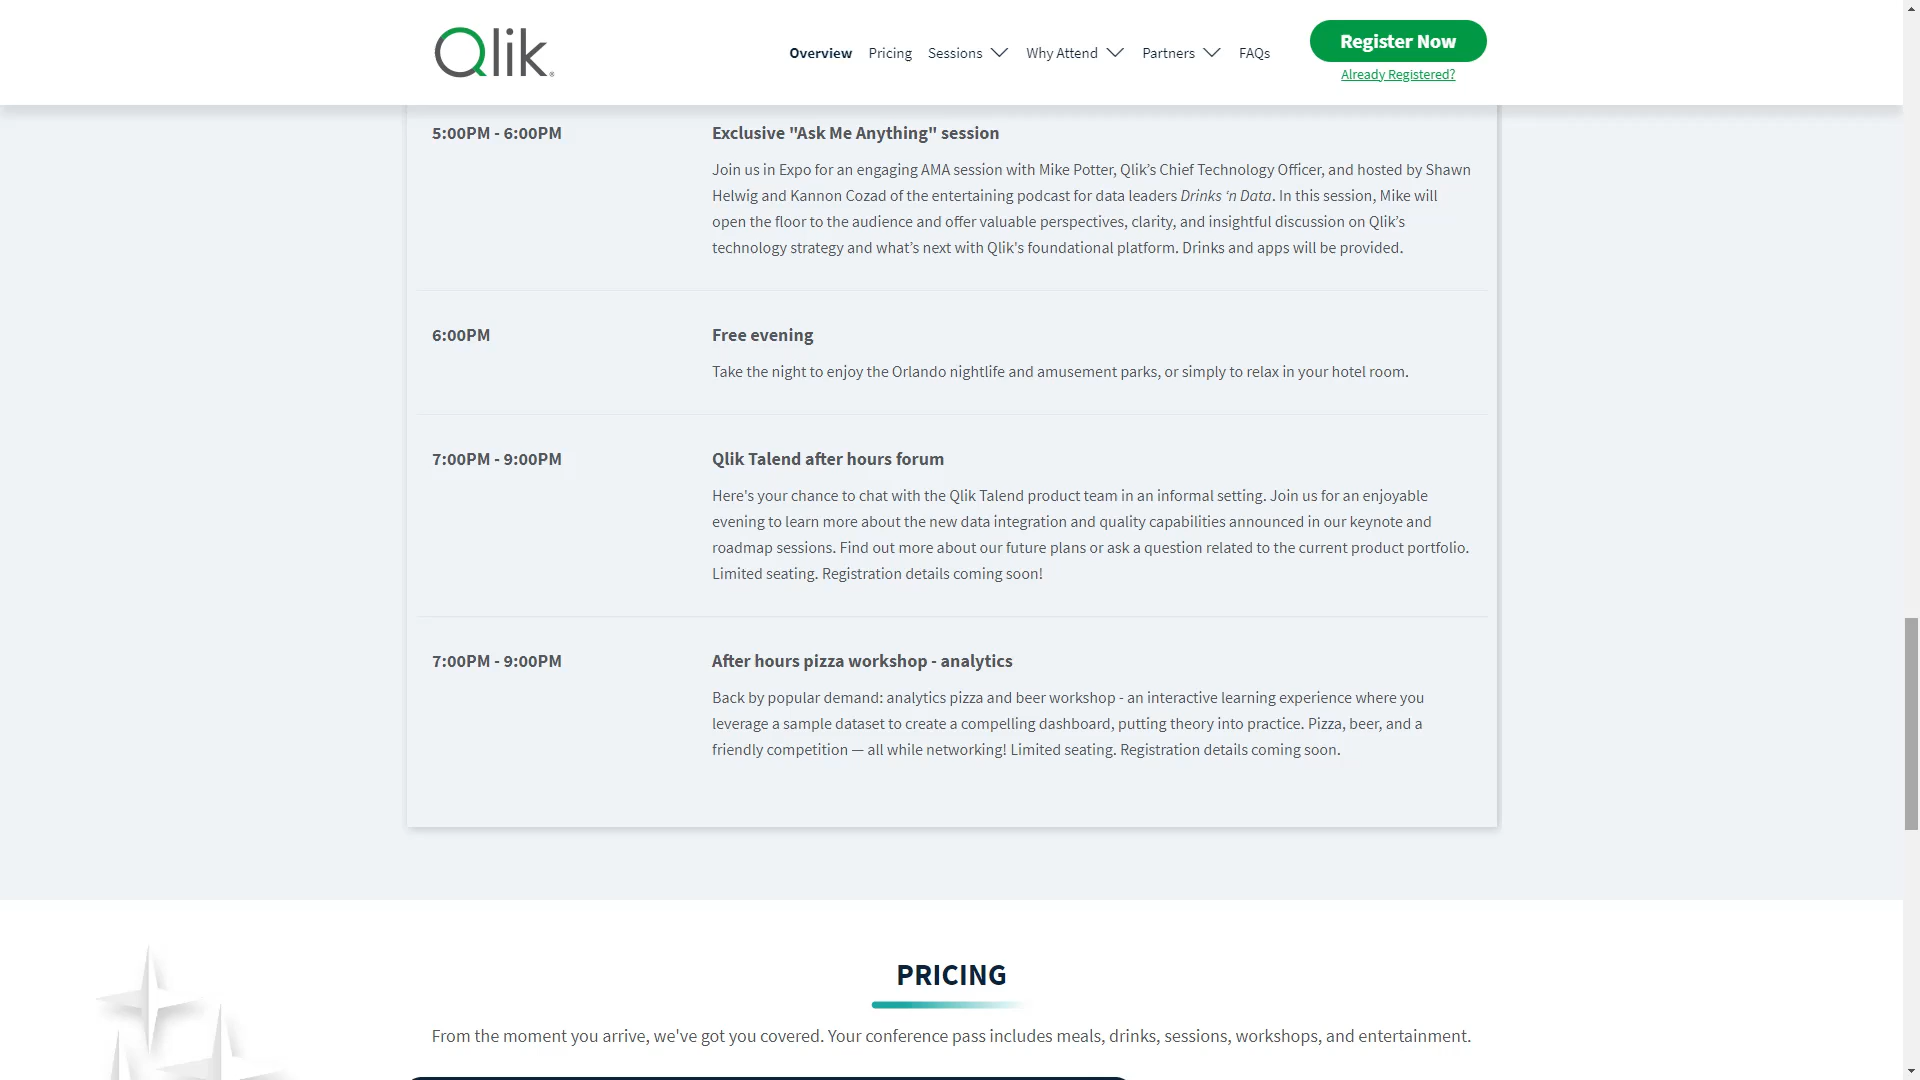 Qlik
Overview Pricing Sessions Why Attend Partners FAQs
Register Now
Already Registered?
5:00PM - 6:00PM
Exclusive "Ask Me Anything" session
Join us in Expo for an engaging AMA session with Mike Potter, Qlik’s Chief Technology Officer, and hosted by Shawn
Helwig and Kannon Cozad of the entertaining podcast for data leaders Drinks ‘n Data. In this session, Mike will
open the floor to the audience and offer valuable perspectives, clarity, and insightful discussion on Qlik’s
technology strategy and what’s next with Qlik's foundational platform. Drinks and apps will be provided.
6:00PM
Free evening
Take the night to enjoy the Orlando nightlife and amusement parks, or simply to relax in your hotel room.
7:00PM - 9:00PM
Qlik Talend after hours forum
Here's your chance to chat with the Qlik Talend product team in an informal setting. Join us for an enjoyable
evening to learn more about the new data integration and quality capabilities announced in our keynote and
roadmap sessions. Find out more about our future plans or ask a question related to the current product portfolio.
Limited seating. Registration details coming soon!
7:00PM - 9:00PM
After hours pizza workshop - analytics
Back by popular demand: analytics pizza and beer workshop - an interactive learning experience where you
leverage a sample dataset to create a compelling dashboard, putting theory into practice. Pizza, beer, and a
friendly competition — all while networking! Limited seating. Registration details coming soon.
PRICING
From the moment you arrive, we've got you covered. Your conference pass includes meals, drinks, sessions, workshops, and entertainment.